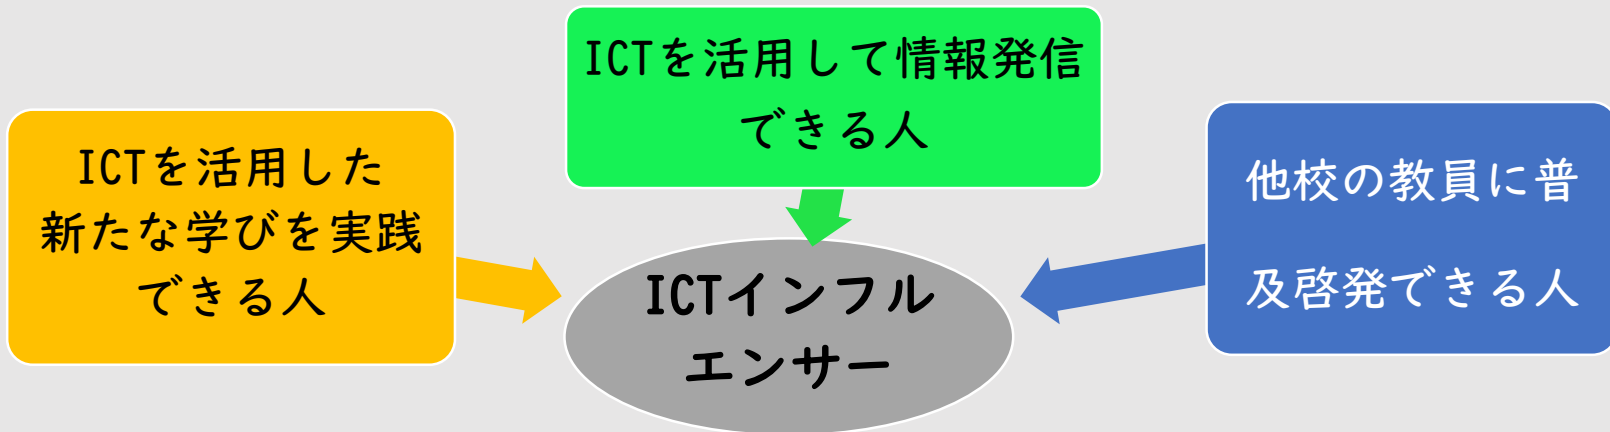 ICTを活用して情報発信
できる人
ICTを活用した
新たな学びを実践
できる人
他校の教員に普
及啓発できる人
ICTインフル
エンサー